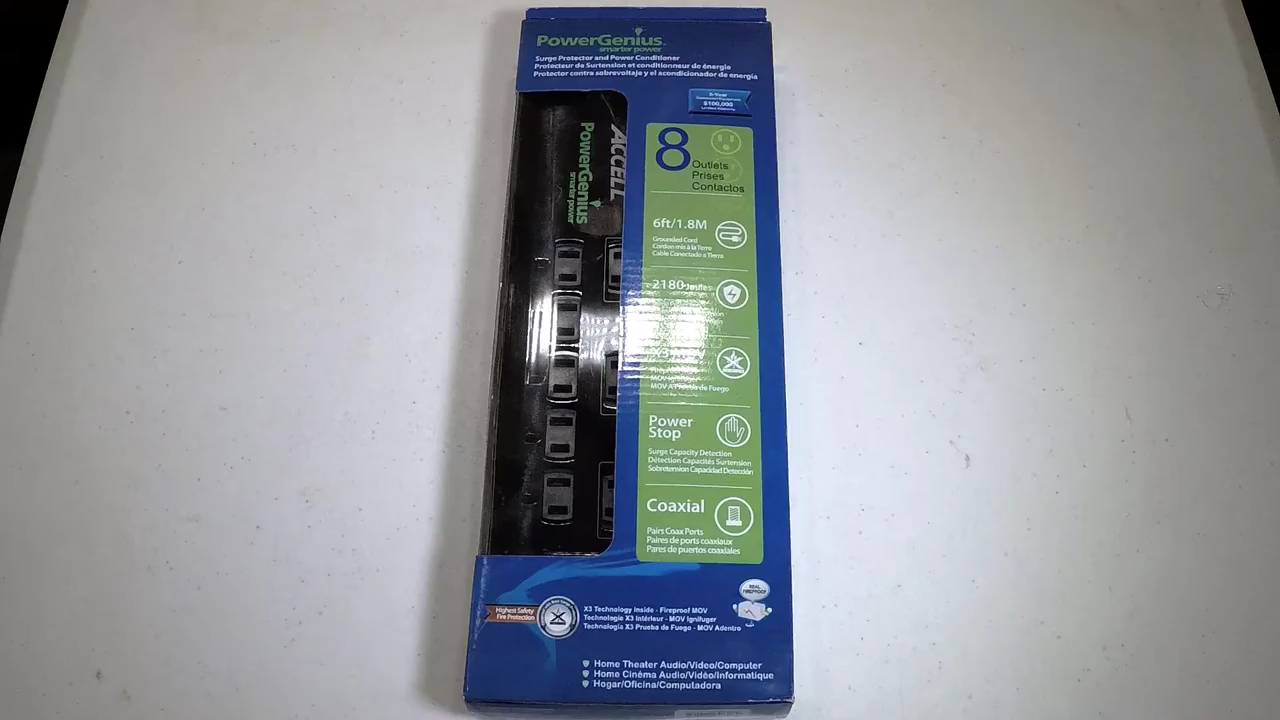 PowerGenius
smarter power
Surge Protector and Power Conditioner
Protecteur de Surtension et conditionneur de énergie
Protector contra sobrevoltaje y el acondicionador de energía
$100,000
ACCELL
PowerGenius
smarter power
8
Outlets
Prises
Contactos
6ft/1.8M
Grounded Cord
Cordon mis à la Terre
Cable Conectado a Tierra
2180 Joules
MOV A Prueba de Fuego
Power
Stop
Surge Capacity Detection
Détection Capacités Surtension
Sobretension Capacidad Detección
Coaxial
Pairs Coax Ports
Paires de ports coaxiaux
Pares de puertos coaxiales
REAL
FIREPROOF
Highest Safety
Fire Protection
X3 Technology Inside - Fireproof MOV
Technologie X3 Intérieur - MOV Ignifuger
Technología X3 Prueba de Fuego - MOV Adentro
Home Theater Audio/Video/Computer
Home Cinéma Audio/Vidéo/Informatique
Hogar/Oficina/Computadora